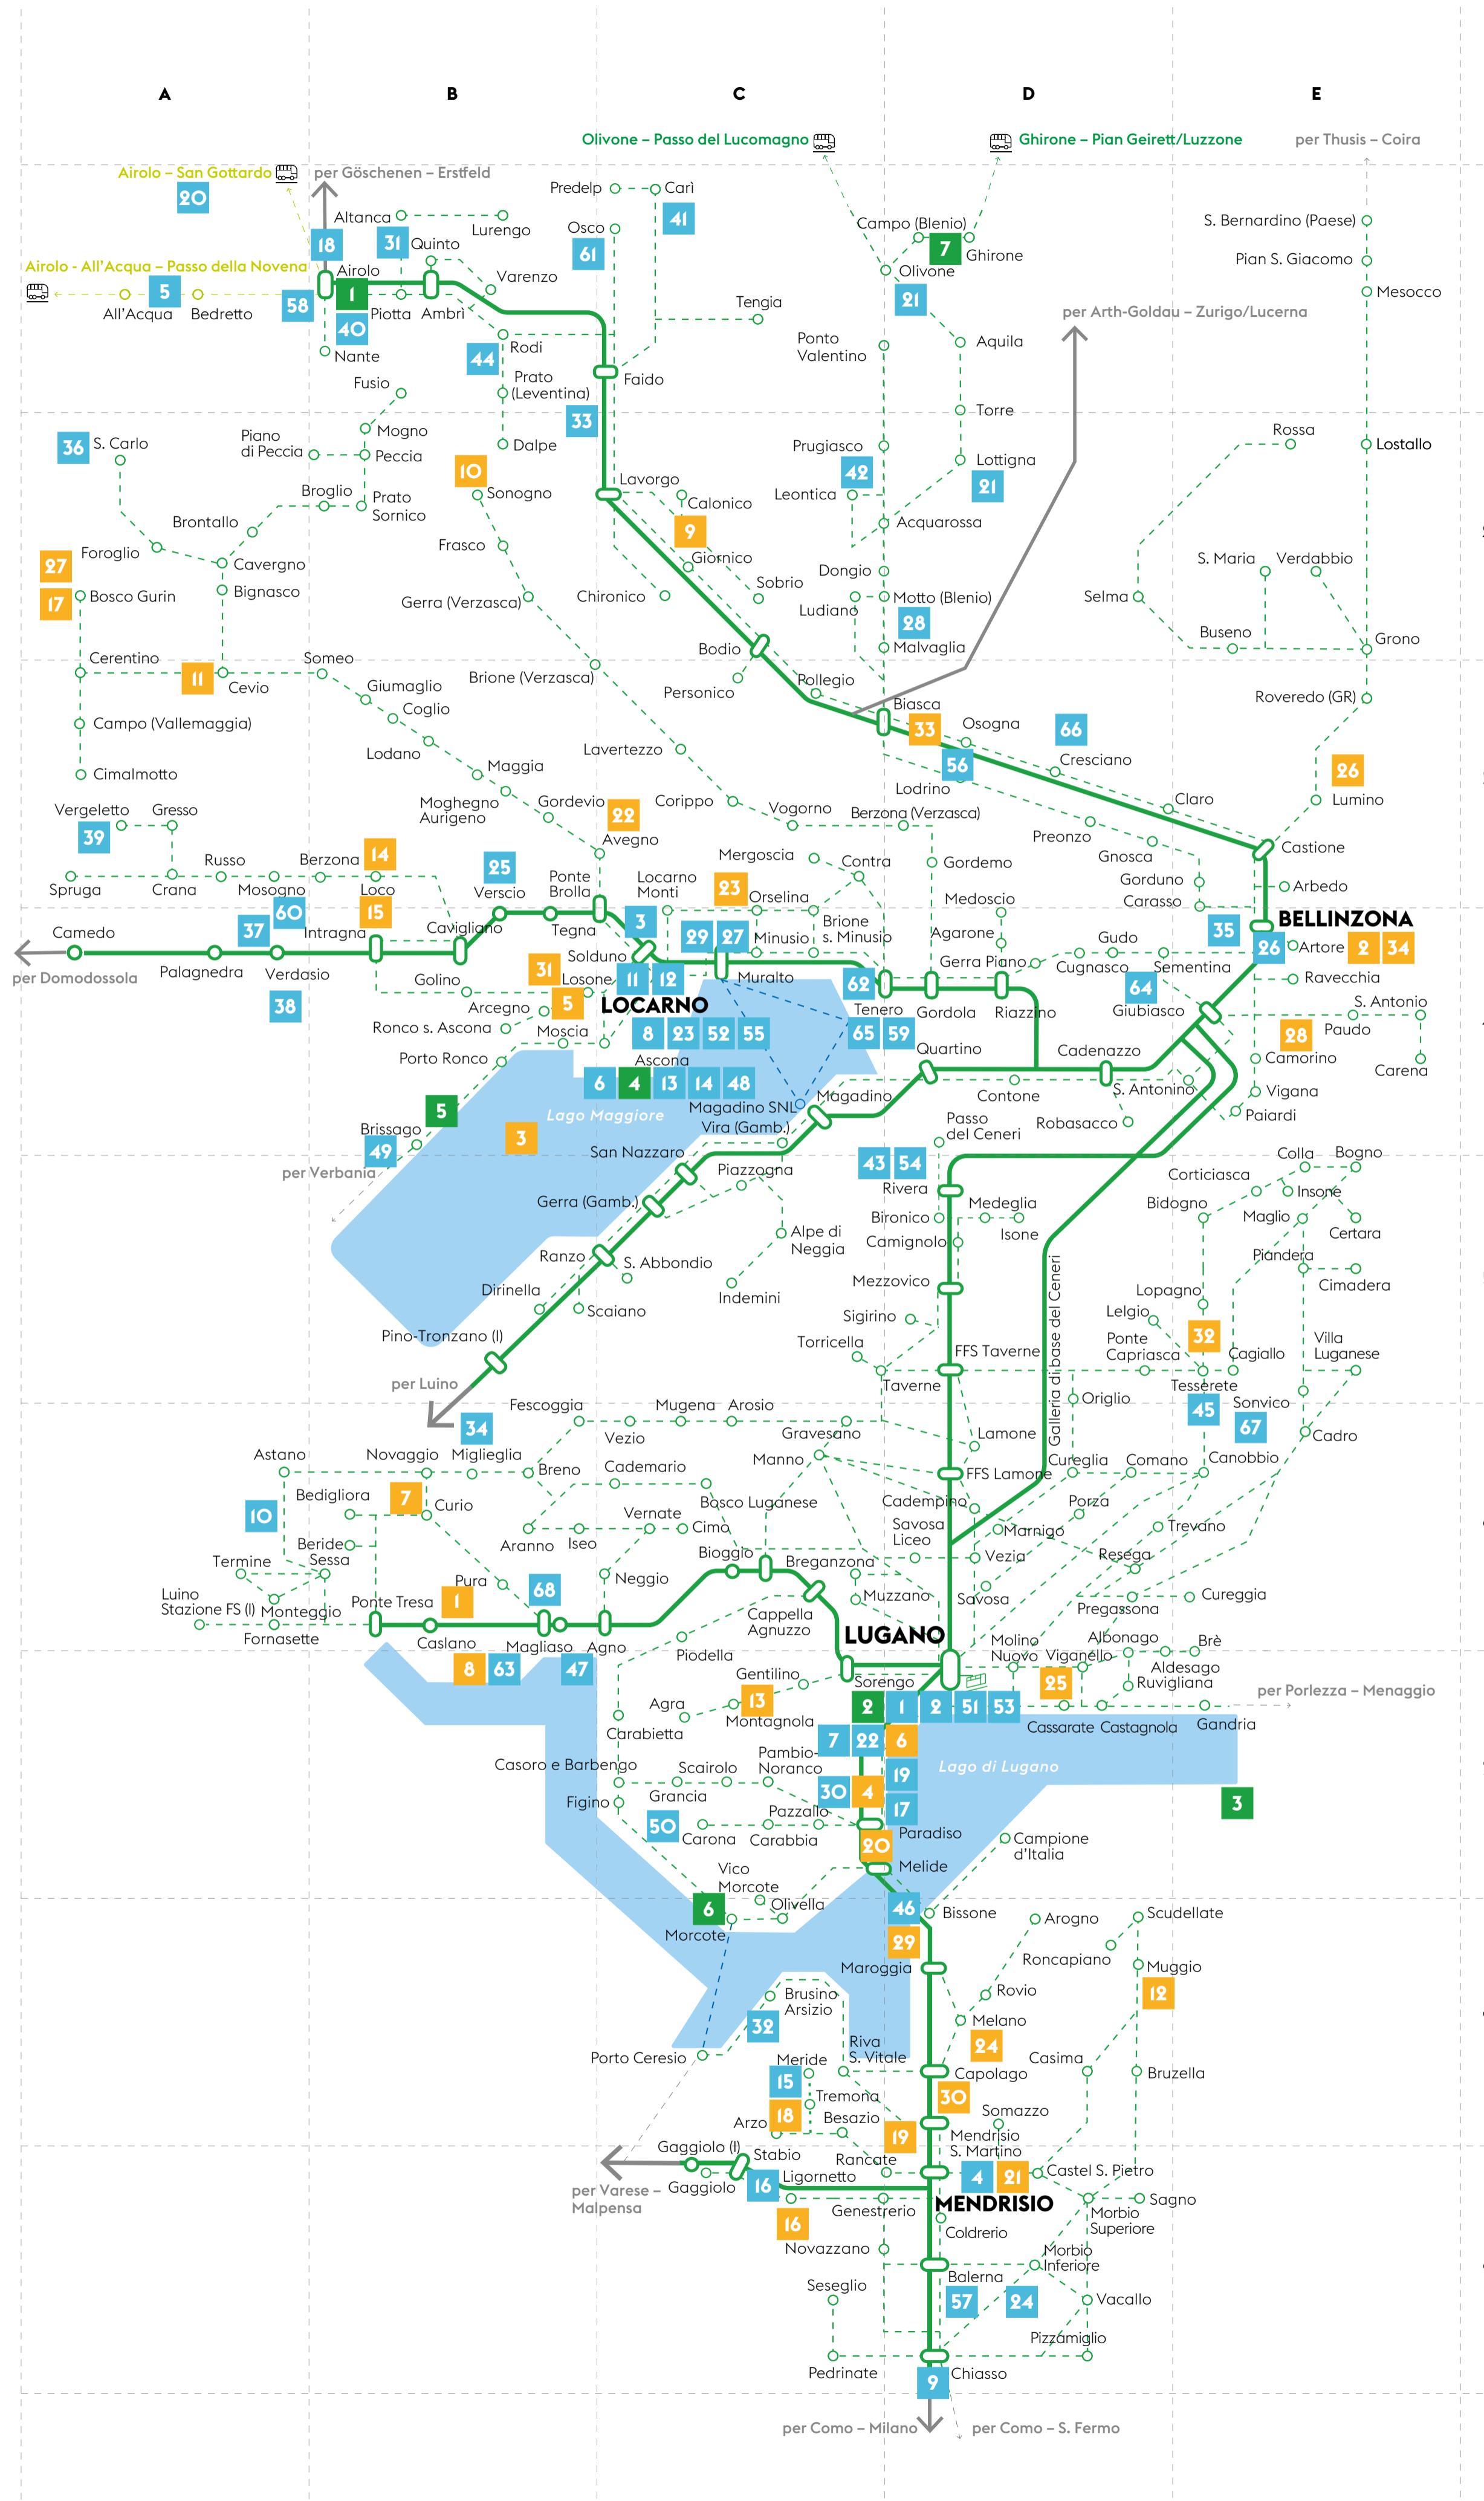 A
B
C
D
E
Olivone – Passo del Lucomagno
Ghirone – Pian Geirett/Luzzone
per Thusis – Coira
Airolo – San Gottardo
per Göschenen – Erstfeld
20
Predelp
Carì
41
Altanca
Lurengo
Osco
61
Campo (Blenio)
7
Ghirone
S. Bernardino (Paese)
18
31
Quinto
Pian S. Giacomo
Airolo - All'Acqua – Passo della Novena
Airolo
Varenzo
Olivone
21
Mesocco
5
All'Acqua
Bedretto
58
1
40
Piotta
Ambrì
Tengia
per Arth-Goldau – Zurigo/Lucerna
Nante
44
Rodi
Ponto
Valentino
Aquila
Fusio
Prato
(Leventina)
Faido
33
Torre
36
S. Carlo
Piano
di Peccia
Mogno
Peccia
Dalpe
Prugiasco
Rossa
Lostallo
10
Sonogno
Lavorgo
42
Lottigna
21
Broglio
Prato
Sornico
Calonico
Leontica
Brontallo
9
Acquarossa
Foroglio
Cavergno
Frasco
Giornico
S. Maria
Verdabbio
27
17
Bosco Gurin
Bignasco
Gerra (Verzasca)
Chironico
Sobrio
Dongio
Motto (Blenio)
Ludiano
28
Selma
Cerentino
11
Cevio
Someo
Bodio
Malvaglia
Buseno
Grono
Brione (Verzasca)
Personico
Pollegio
Giumaglio
Coglio
Biasca
33
Osogna
66
Roveredo (GR)
Campo (Vallemaggia)
Lodano
Lavertezzo
56
Cresciano
Cimalmotto
Maggia
Lodrino
26
Lumino
Vergeletto
Gresso
39
Moghegno
Aurigeno
Gordevio
22
Avegno
Corippo
Vogorno
Berzona (Verzasca)
Claro
Preonzo
Russo
Berzona
14
Mergoscia
Contra
Gordemo
Gnosca
Castione
Spruga
Crana
Mosogno
Loco
15
25
Verscio
Ponte
Brolla
Locarno
Monti
23
Orselina
Medoscio
Gorduno
Carasso
Arbedo
60
37
Camedo
per Domodossola
Palagnedra
Verdasio
38
Intragna
Cavigliano
Tegna
3
29
27
Minusio
Brione
s. Minusio
Agarone
35
BELLINZONA
26
Artore
2
34
Solduno
Muralto
Gerra Piano
Gudo
Cugnasco
Sementina
Ravecchia
Golino
31
Losone
5
11
12
62
64
Giubiasco
S. Antonio
Arcegno
LOCARNO
Tenero
Gordola
Riazzino
28
Paudo
Ronco s. Ascona
Moscia
8
23
52
55
65
59
Quartino
Cadenazzo
Camorino
Carena
Porto Ronco
Ascona
6
4
13
14
48
Contone
S. Antonino
Vigana
Paiardi
5
Lago Maggiore
Magadino SNL
Magadino
Robasacco
Brissago
49
3
Vira (Gamb.)
Passo
del Ceneri
per Verbania
San Nazzaro
Piazzogna
43
54
Rivera
Colla
Bogno
Corticiasca
Insone
Gerra (Gamb.)
Bironico
Medeglia
Isone
Bidogno
Maglio
Certara
Alpe di
Neggia
Camignolo
Ranzo
S. Abbondio
Piandera
Cimadera
Dirinella
Scaiano
Indemini
Mezzovico
Galleria di base del Ceneri
Lopagno
Lelgio
Pino-Tronzano (I)
Sigirino
Torricella
FFS Taverne
Ponte
Capriasca
32
Cagiallo
Villa
Luganese
per Luino
Taverne
Tesserete
34
Fescoggia
Mugena
Arosio
Origlio
45
Sonvico
67
Vezio
Gravesano
Lamone
Cadro
Astano
Novaggio
Miglieglia
Breno
Cademario
Manno
FFS Lamone
Cureglia
Comano
Canobbio
Bedigliora
7
Curio
Bosco Luganese
Cadempino
Porza
10
Vernate
Savosa
Liceo
Marnigo
Trevano
Beride
Sessa
Aranno
Iseo
Cimo
Vezia
Resega
Termine
Pura
Neggio
Bioggio
Breganzona
Luino
Stazione FS (I)
Monteggio
Ponte Tresa
1
68
Muzzano
Savosa
Pregassona
Cureggia
Fornasette
Caslano
Magliaso
Agno
Cappella
Agnuzzo
LUGANO
Molino
Nuovo
Viganello
Albonago
Brè
8
63
47
Piodella
Sorengo
Aldesago
Ruvigliana
Gentilino
25
Agra
13
Montagnola
2
1
2
51
53
Cassarate
Castagnola
Gandria
per Porlezza – Menaggio
Carabietta
7
22
6
Casoro e Barbengo
Pambio-
Noranco
19
Lago di Lugano
Scairolo
Grancia
30
4
17
3
Figino
50
Carona
Pazzallo
Carabbia
Paradiso
20
Campione
d'Italia
Vico
Morcote
Melide
6
Olivella
46
Bissone
Arogno
Scudellate
Morcote
29
Roncapiano
Maroggia
Muggio
12
Brusino
Arsizio
Rovio
32
Melano
24
Porto Ceresio
Riva
S. Vitale
Casima
Meride
15
Capolago
Bruzella
Tremona
30
18
Arzo
Besazio
Somazzo
19
Mendrisio
S. Martino
Gaggiolo (I)
Stabio
Rancate
Castel S. Pietro
Gaggiolo
16
Ligornetto
4
21
per Varese –
Malpensa
MENDRISIO
Sagno
16
Genestrerio
Coldrerio
Morbio
Superiore
Novazzano
Morbio
Inferiore
Seseglio
Balerna
57
24
Vacallo
Pizzamiglio
Pedrinate
Chiasso
9
per Como – Milano
per Como – S. Fermo